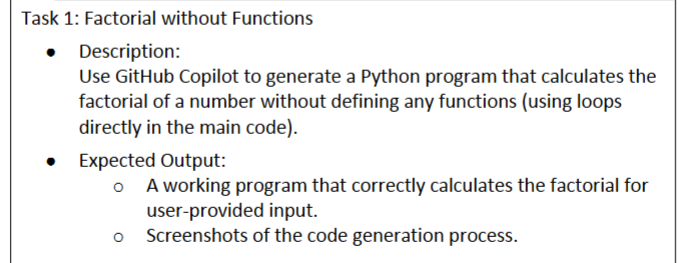 Task 1: Factorial without Functions
● Description:
Use GitHub Copilot to generate a Python program that calculates the
factorial of a number without defining any functions (using loops
directly in the main code).
● Expected Output:
o A working program that correctly calculates the factorial for
user-provided input.
o Screenshots of the code generation process.